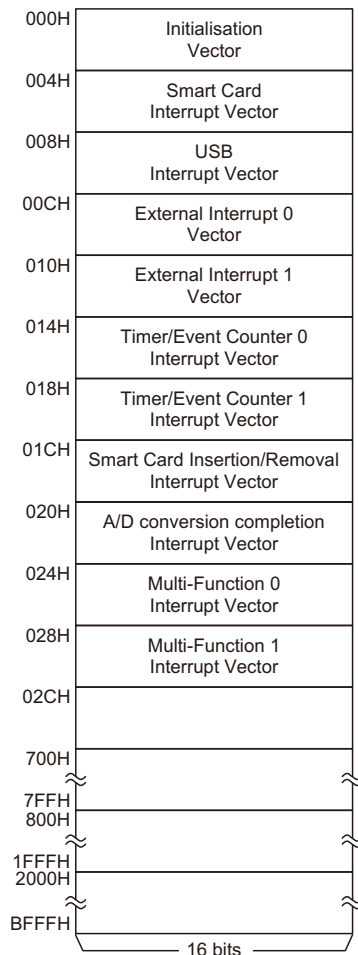 000H
Initialisation
Vector
004H
Smart Card
Interrupt Vector
008H
USB
Interrupt Vector
00CH
External Interrupt 0
Vector
010H
External Interrupt 1
Vector
014H
Timer/Event Counter 0
Interrupt Vector
018H
Timer/Event Counter 1
Interrupt Vector
01CH
Smart Card Insertion/Removal
Interrupt Vector
020H
A/D conversion completion
Interrupt Vector
024H
Multi-Function 0
Interrupt Vector
028H
Multi-Function 1
Interrupt Vector
02CH
700H
7FFH
800H
1FFFH
2000H
BFFFH
16 bits